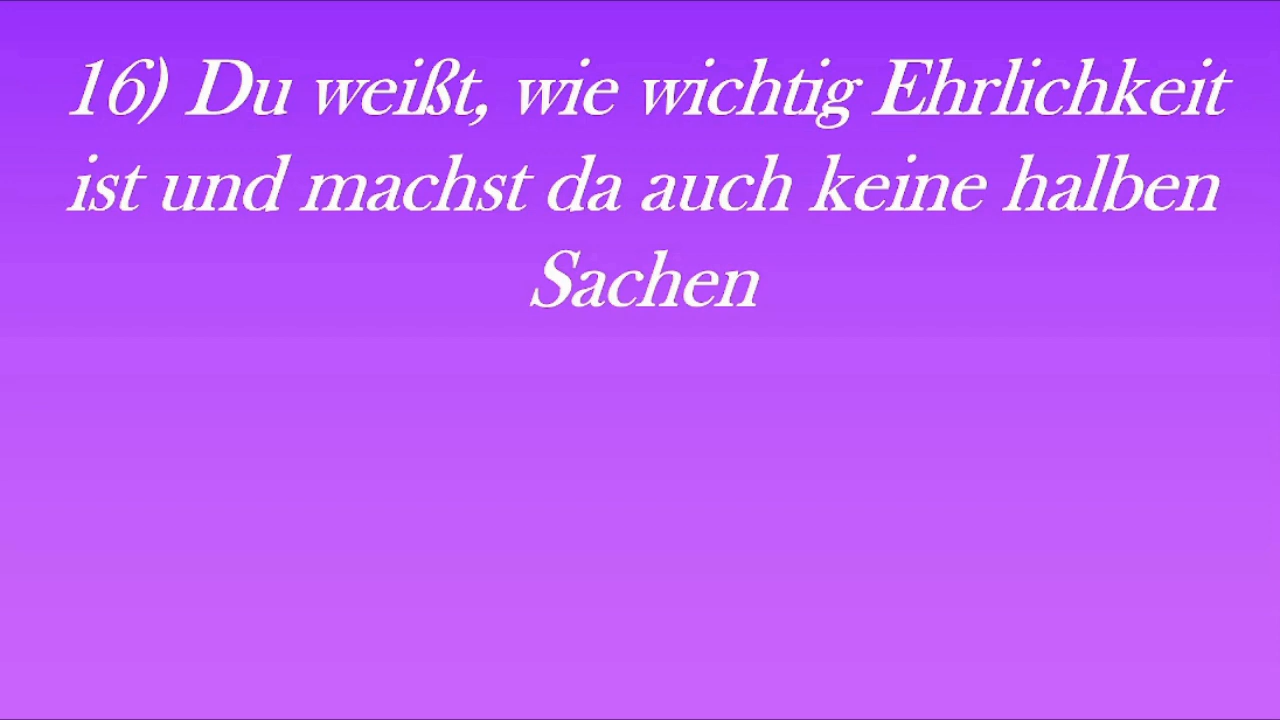 16) Du weißt, wie wichtig Ehrlichkeit
ist und machst da auch keine halben
Sachen